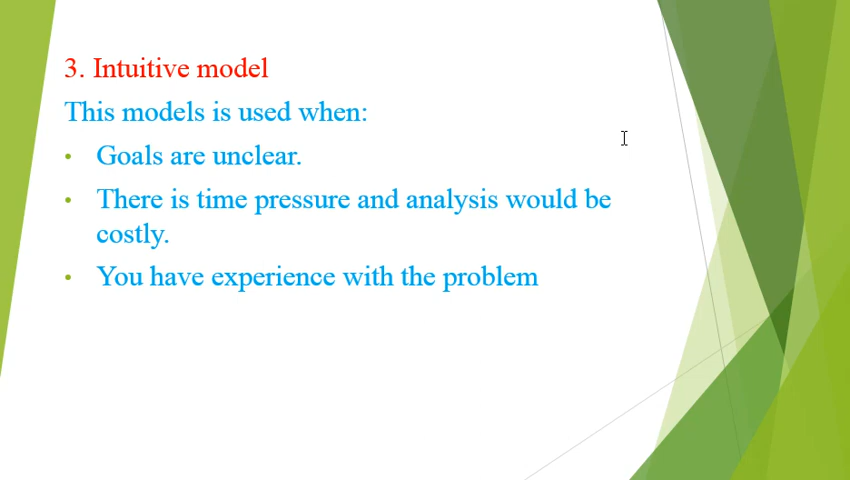 3. Intuitive model
This models is used when:
• Goals are unclear.
• There is time pressure and analysis would be
costly.
• You have experience with the problem